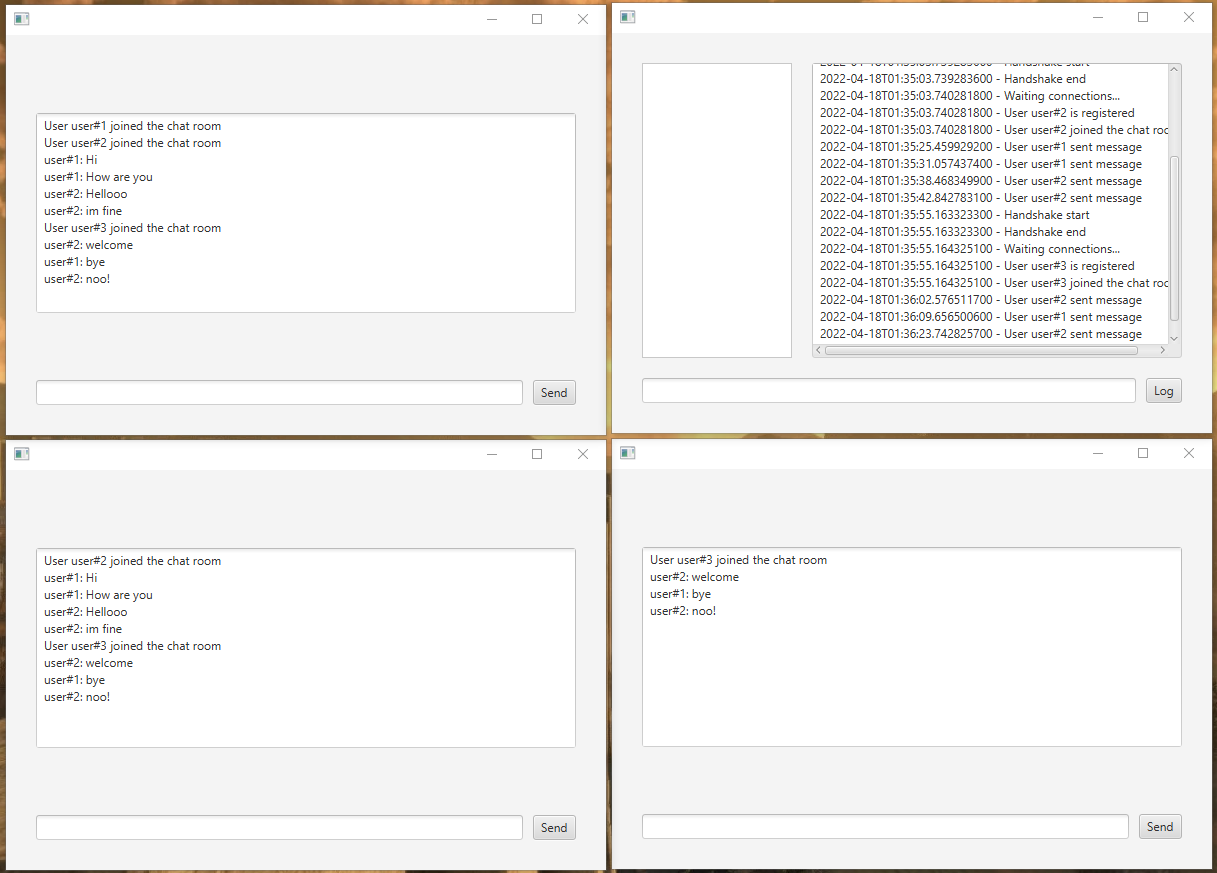 User user#1 joined the chat room
User user#2 joined the chat room
user#1: Hi
user#1: How are you
user#2: Hellooo
user#2: im fine
User user#3 joined the chat room
user#2: welcome
user#1: bye
user#2: noo!
Send
2022-04-18T01:35:03.739283600 - Handshake start
2022-04-18T01:35:03.739283600 - Handshake end
2022-04-18T01:35:03.740281800 - Waiting connections...
2022-04-18T01:35:03.740281800 - User user#2 is registered
2022-04-18T01:35:03.740281800 - User user#2 joined the chat roo
2022-04-18T01:35:25.459929200 - User user#1 sent message
2022-04-18T01:35:31.057437400 - User user#1 sent message
2022-04-18T01:35:38.468349900 - User user#2 sent message
2022-04-18T01:35:42.842783100 - User user#2 sent message
2022-04-18T01:35:55.163323300 - Handshake start
2022-04-18T01:35:55.163323300 - Handshake end
2022-04-18T01:35:55.164325100 - Waiting connections...
2022-04-18T01:35:55.164325100 - User user#3 is registered
2022-04-18T01:35:55.164325100 - User user#3 joined the chat roo
2022-04-18T01:36:02.576511700 - User user#2 sent message
2022-04-18T01:36:09.656500600 - User user#1 sent message
2022-04-18T01:36:23.742825700 - User user#2 sent message
Log
User user#2 joined the chat room
user#1: Hi
user#1: How are you
user#2: Hellooo
user#2: im fine
User user#3 joined the chat room
user#2: welcome
user#1: bye
user#2: noo!
Send
User user#3 joined the chat room
user#2: welcome
user#1: bye
user#2: noo!
Send